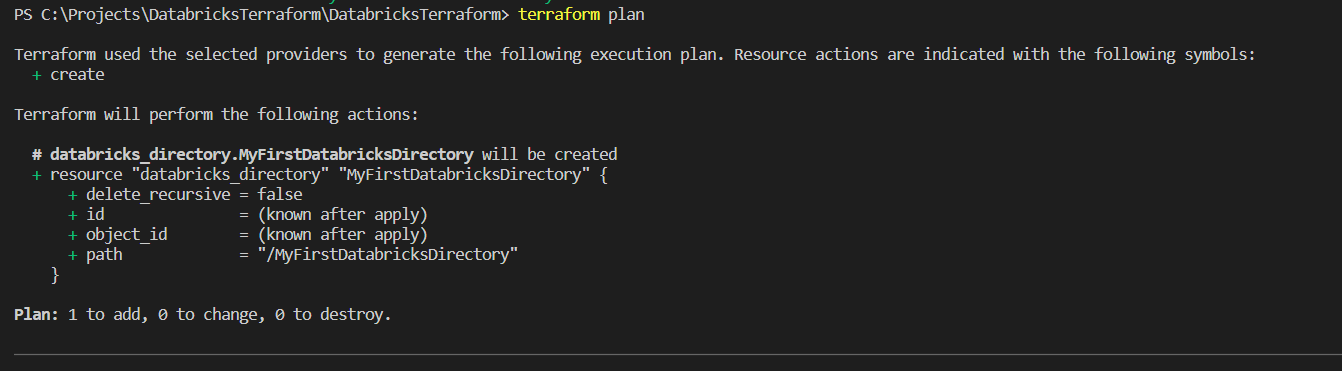 PS C:\Projects\DatabricksTerraform\DatabricksTerraform> terraform plan
Terraform used the selected providers to generate the following execution plan. Resource actions are indicated with the following symbols:
+ create
Terraform will perform the following actions:
# databricks_directory.MyFirstDatabricksDirectory will be created
+ resource "databricks_directory" "MyFirstDatabricksDirectory" {
+ delete_recursive = false
+ id = (known after apply)
+ object_id = (known after apply)
+ path = "/MyFirstDatabricksDirectory"
}
Plan: 1 to add, 0 to change, 0 to destroy.